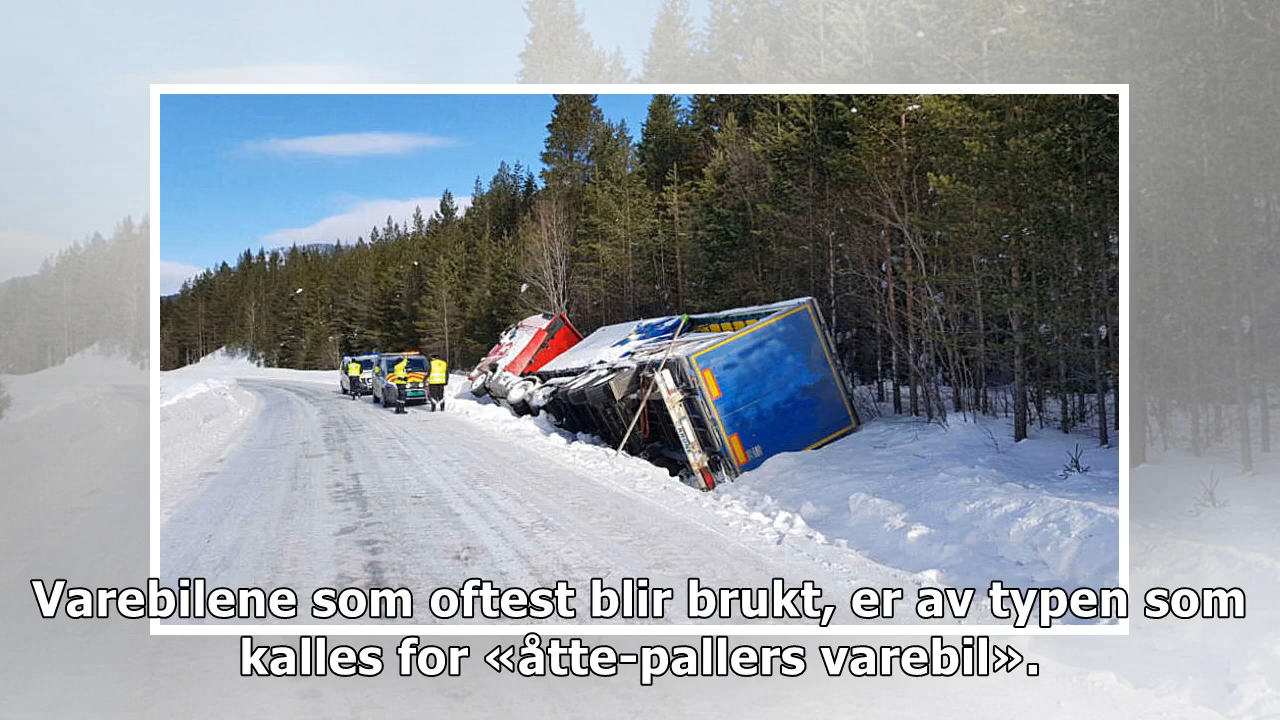 Varebilene som oftest blir brukt, er av typen som
kalles for «åtte-pallers varebil».